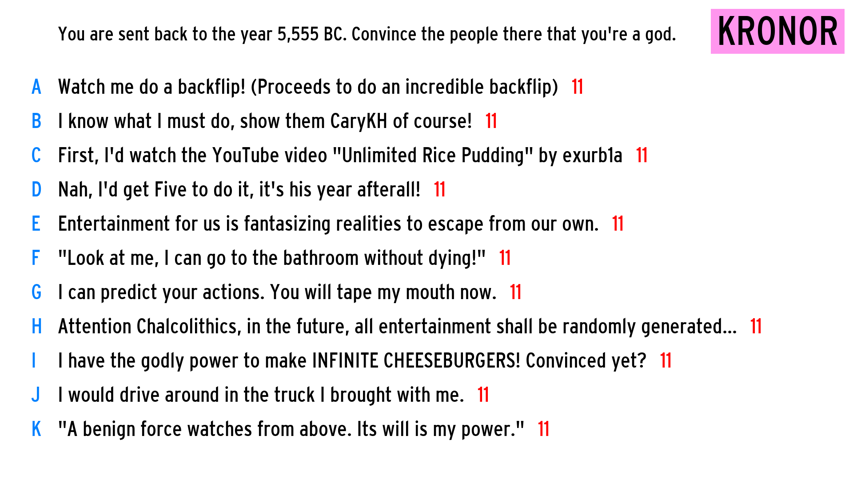 You are sent back to the year 5,555 BC. Convince the people there that you're a god.
KRONOR
A Watch me do a backflip! (Proceeds to do an incredible backflip) 11
B I know what I must do, show them CaryKH of course! 11
C First, I'd watch the YouTube video "Unlimited Rice Pudding" by exurb1a 11
D Nah, I'd get Five to do it, it's his year afterall! 11
E Entertainment for us is fantasizing realities to escape from our own. 11
F "Look at me, I can go to the bathroom without dying!" 11
G I can predict your actions. You will tape my mouth now. 11
H Attention Chalcolithics, in the future, all entertainment shall be randomly generated... 11
I I have the godly power to make INFINITE CHEESEBURGERS! Convinced yet? 11
J I would drive around in the truck I brought with me. 11
K "A benign force watches from above. Its will is my power." 11